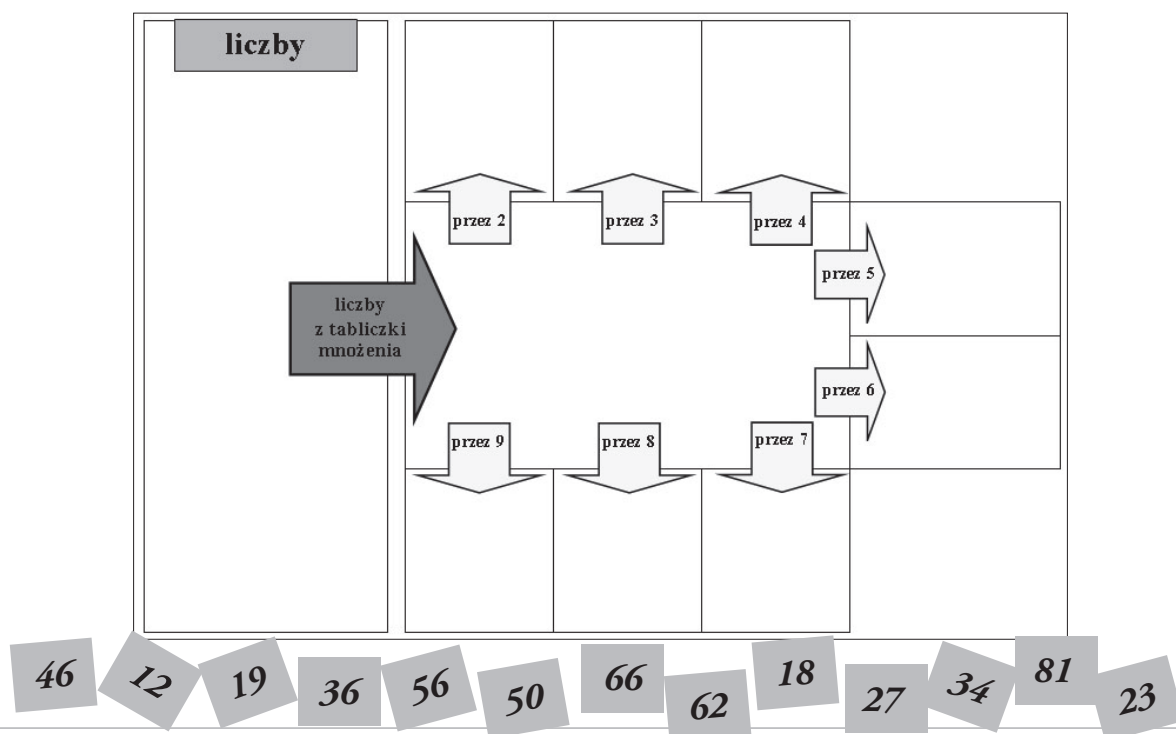 liczby
przez 2
przez 3
przez 4
przez 5
liczby
z tabliczki
mnożenia
przez 6
przez 9
przez 8
przez 7
46
12
19
36
56
50
66
62
18
27
34
81
23